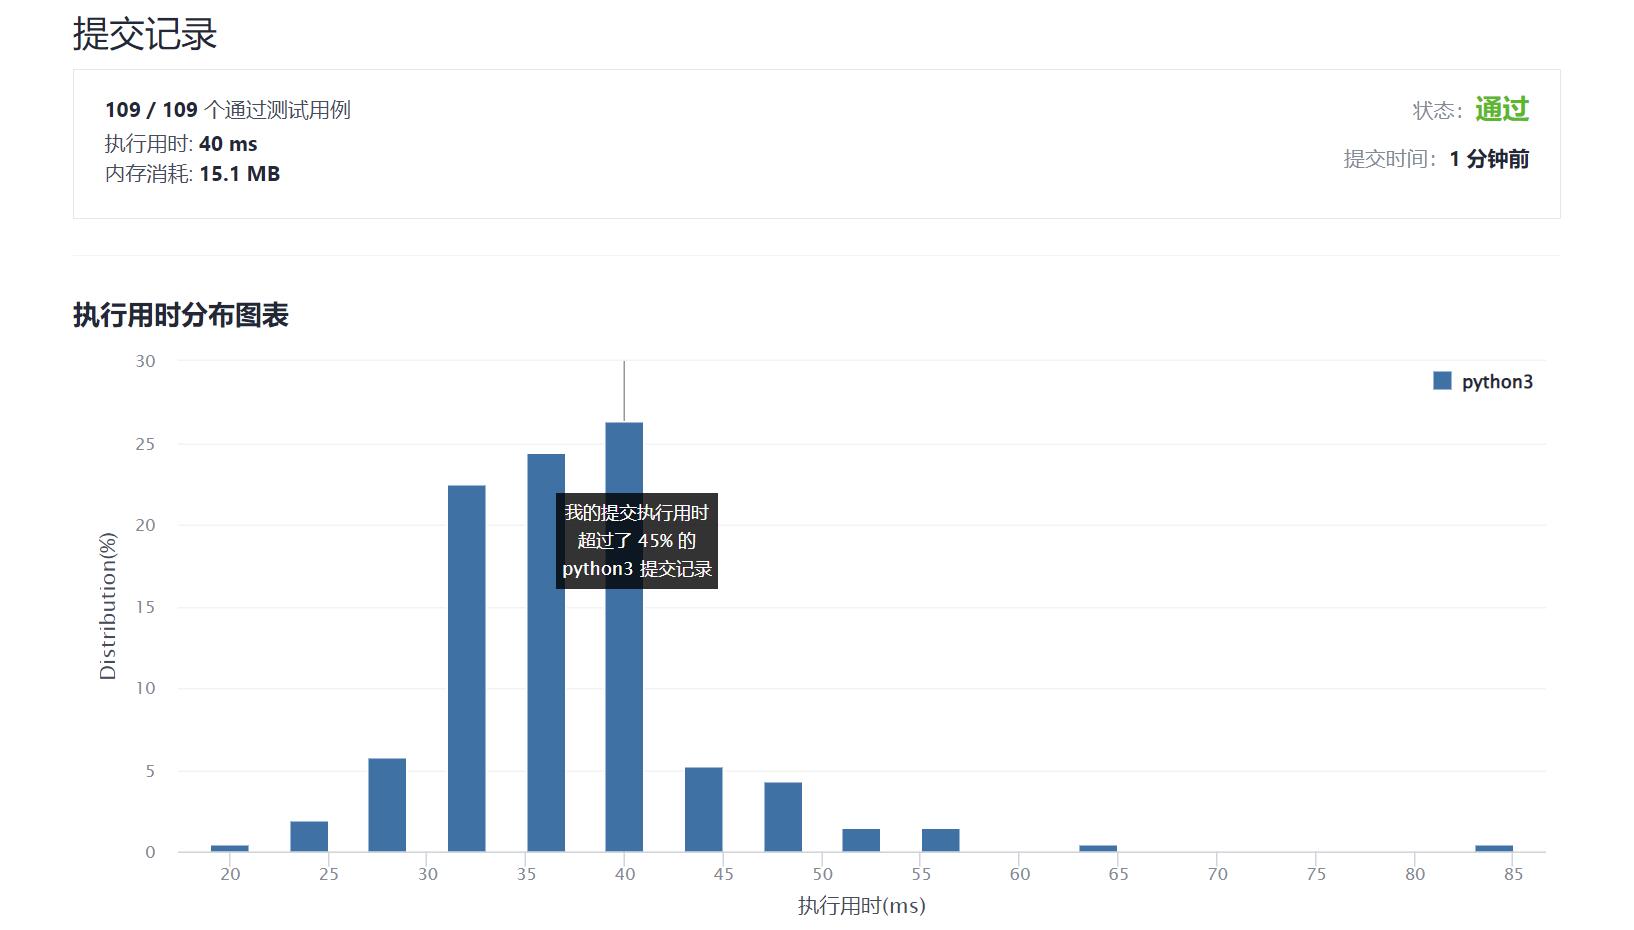 提交记录
109 / 109 个通过测试用例
状态：通过
执行用时: 40 ms
提交时间：1 分钟前
内存消耗: 15.1 MB
执行用时分布图表
30
25
20
15
10
5
0
Distribution(%)
python3
我的提交执行用时
超过了 45% 的
python3 提交记录
20 25 30 35 40 45 50 55 60 65 70 75 80 85
执行用时(ms)